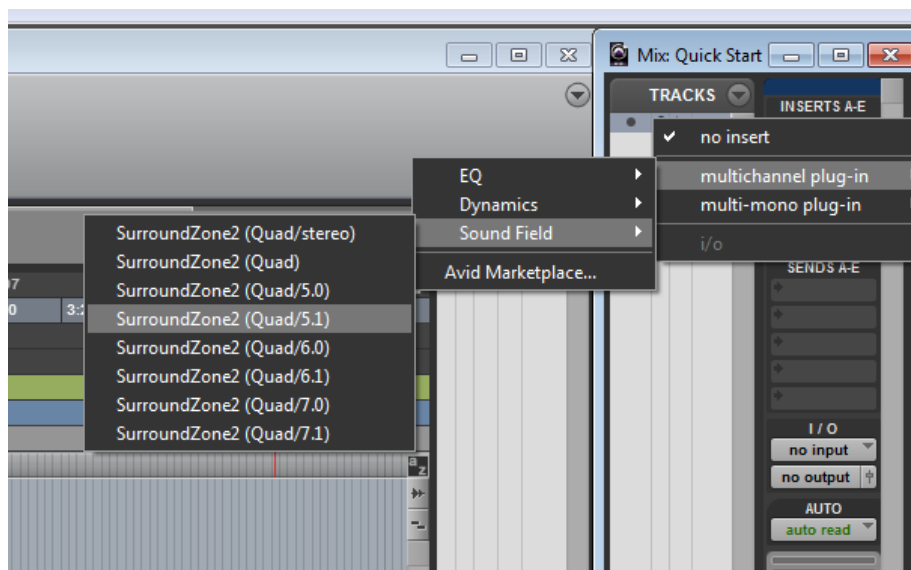 Mix: Quick Start
TRACKS
INSERTS A-E
no insert
multichannel plug-in
multi-mono plug-in
i/o
EQ
Dynamics
Sound Field
Avid Marketplace...
SurroundZone2 (Quad/stereo)
SurroundZone2 (Quad)
SurroundZone2 (Quad/5.0)
SurroundZone2 (Quad/5.1)
SurroundZone2 (Quad/6.0)
SurroundZone2 (Quad/6.1)
SurroundZone2 (Quad/7.0)
SurroundZone2 (Quad/7.1)
SENDS A-E
I / O
no input
no output
AUTO
auto read
a
z